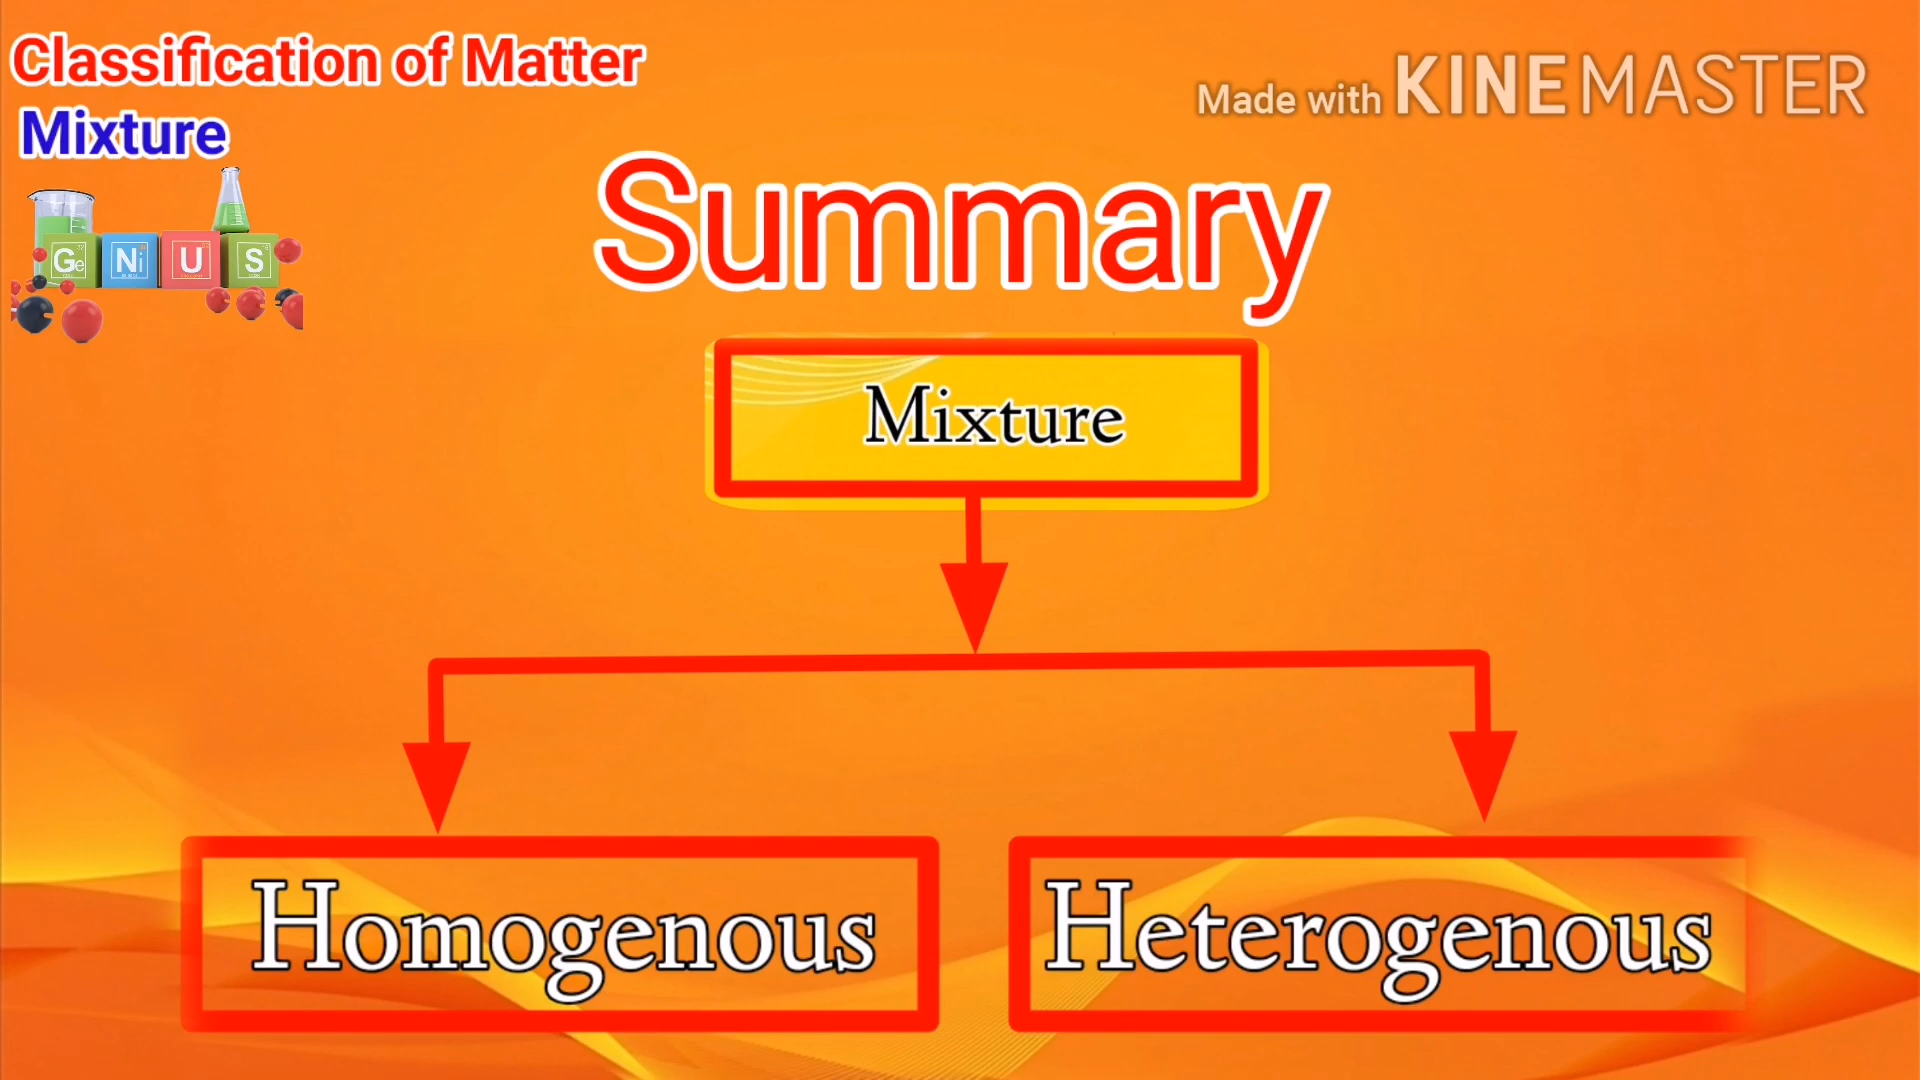 Classification of Matter
Mixture
Made with KINEMASTER
Ge Ni U S
Summary
Mixture
Homogenous
Heterogenous